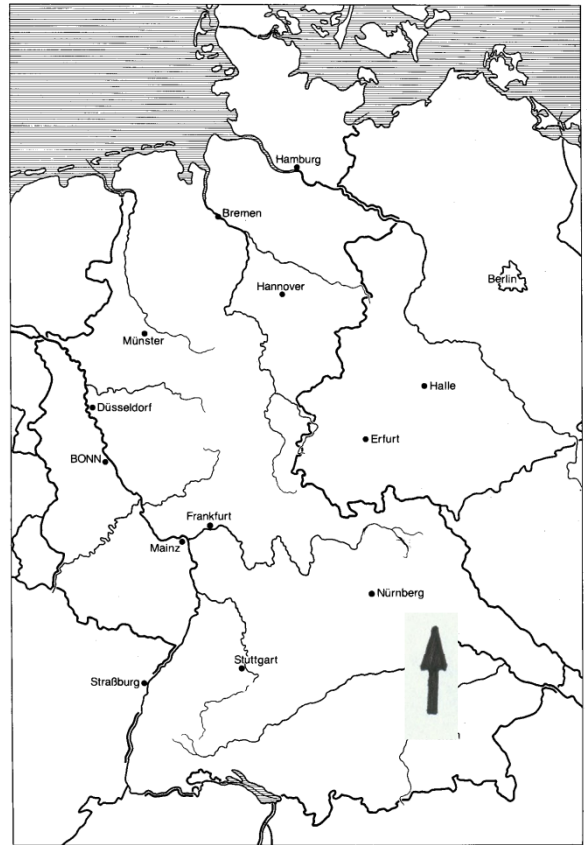 Hamburg
Bremen
Berlin
Hannover
Münster
Halle
Düsseldorf
Erfurt
BONN
Frankfurt
Mainz
Nürnberg
Stuttgart
Straßburg
n